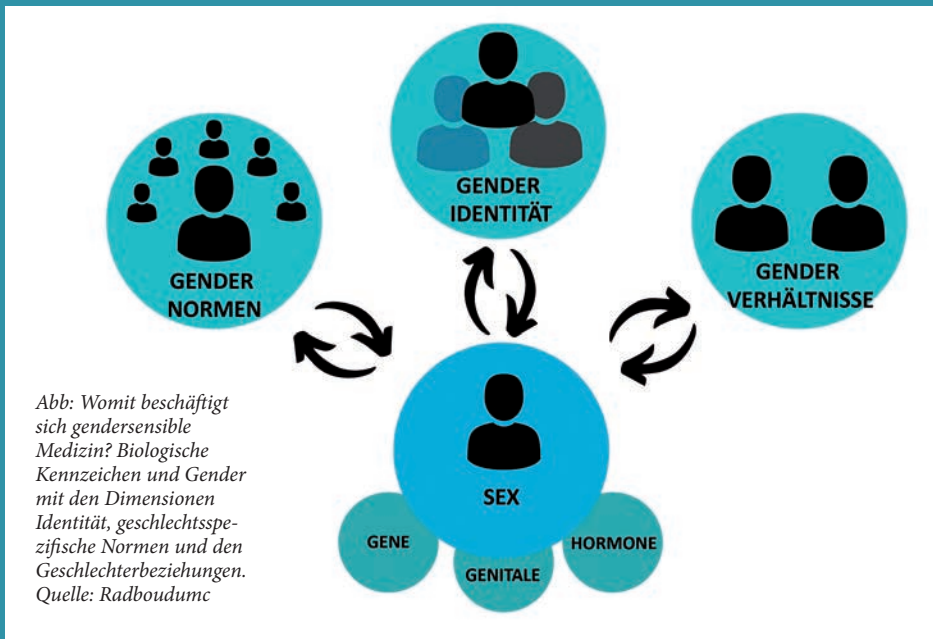 GENDER
NORMEN
GENDER
IDENTITÄT
GENDER
VERHÄLTNISSE
SEX
GENE
GENITALE
HORMONE
Abb: Womit beschäftigt
sich gendersensible
Medizin? Biologische
Kennzeichen und Gender
mit den Dimensionen
Identität, geschlechtsspe-
zifische Normen und den
Geschlechterbeziehungen.
Quelle: Radboudumc